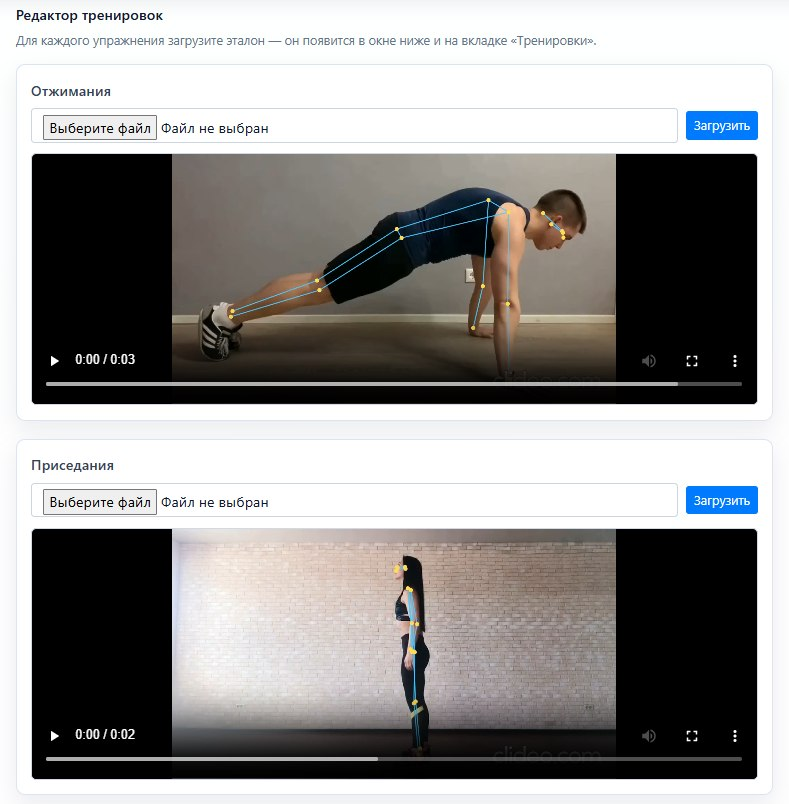 Редактор тренировок
Для каждого упражнения загрузите эталон — он появится в окне ниже и на вкладке «Тренировки».
Отжимания
Выберите файл Файл не выбран
Загрузить
0:00 / 0:03
clideo.com
Приседания
Выберите файл Файл не выбран
Загрузить
0:00 / 0:02
clideo.com